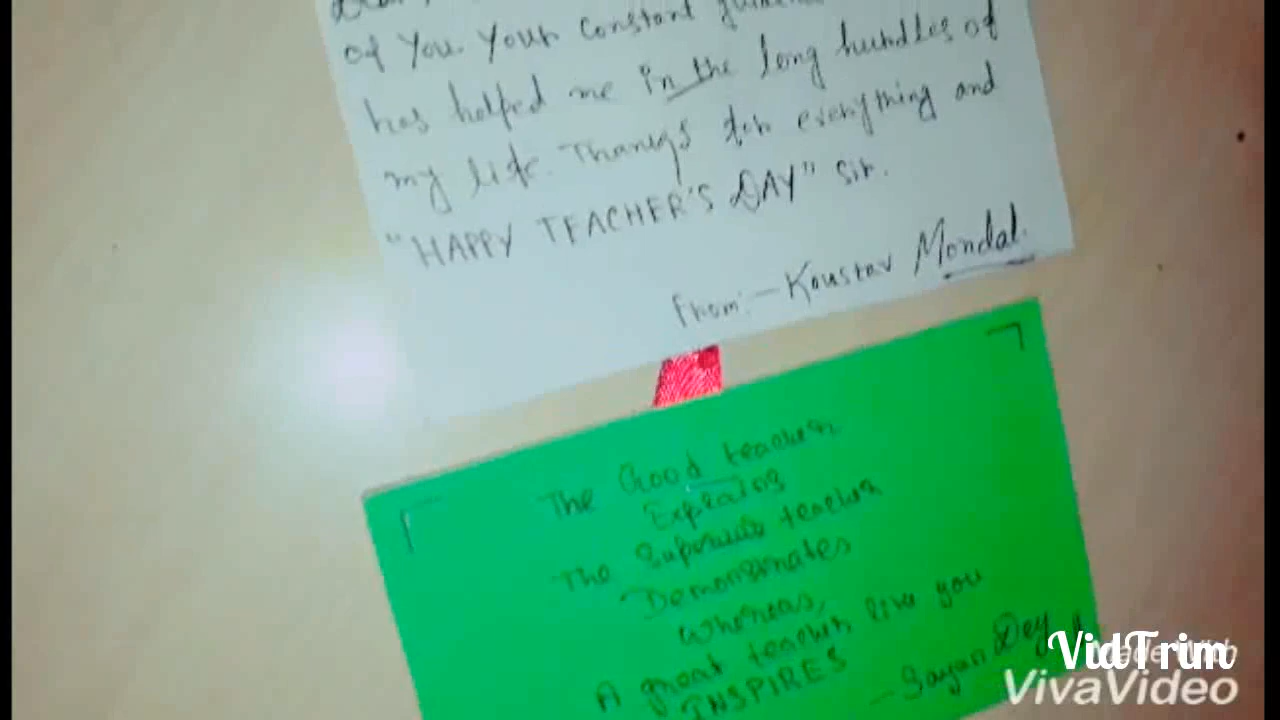 of You. Your constant
has helped me in the long hurdles of
my life. Thanks for everything and
"HAPPY TEACHER'S DAY" Sir.
From:- Koustav Mondal.
The Good teacher
Explains
The Superior teacher
Demonstrates
Whereas,
A great teacher like you
INSPIRES
- Sayan Dey
VidTrim
Made With
VivaVideo